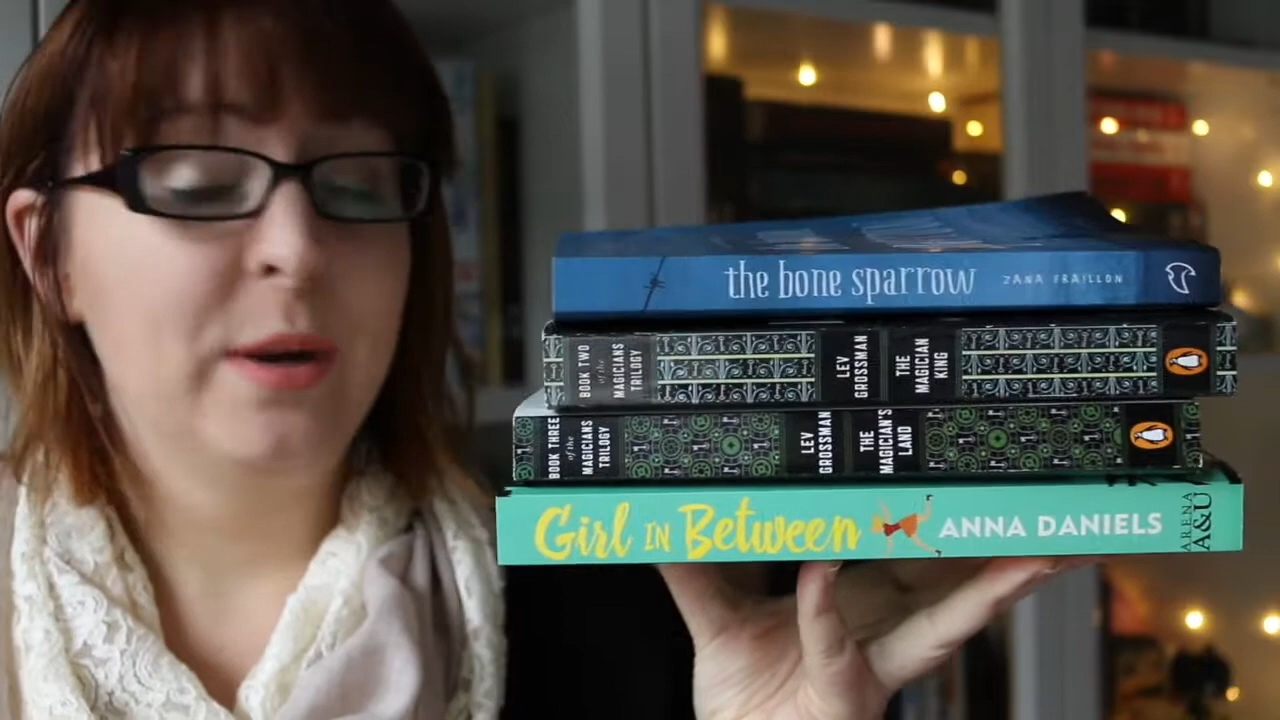 the bone sparrow ZANA FRAILLON
BOOK TWO
of the
MAGICIANS
TRILOGY
LEV
GROSSMAN
THE
MAGICIAN
KING
BOOK THREE
of the
MAGICIANS
TRILOGY
LEV
GROSSMAN
THE
MAGICIAN'S
LAND
Girl IN Between ANNA DANIELS
ARENA
A&U